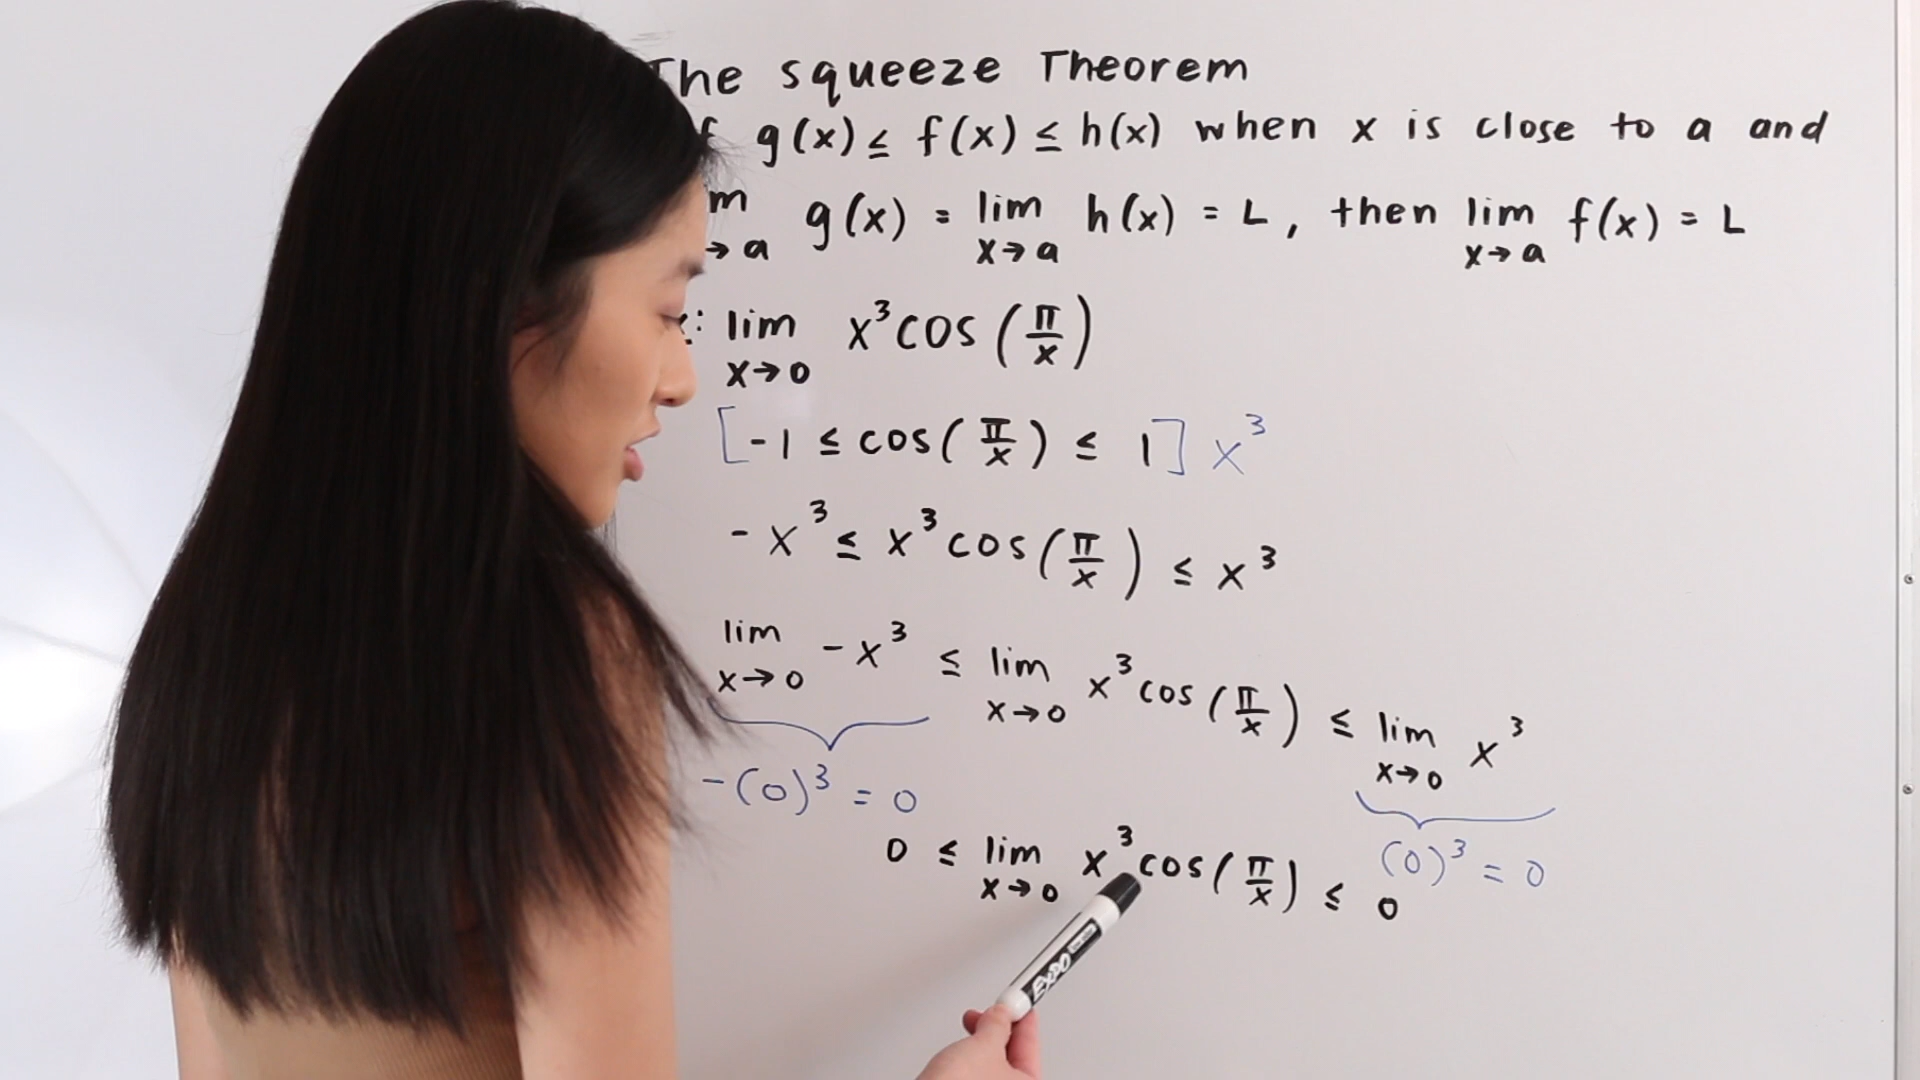 The squeeze Theorem
f g(x) ≤ f(x) ≤ h(x) when x is close to a and
m g(x) = lim h(x) = L, then lim f(x) = L
→ a x→a x→a
: lim x³cos(π/x)
x→0
[-1 ≤ cos(π/x) ≤ 1] x³
-x³ ≤ x³cos(π/x) ≤ x³
lim -x³ ≤ lim x³cos(π/x) ≤ lim x³
x→0 x→0 x→0
-(0)³ = 0
(0)³ = 0
0 ≤ lim x³cos(π/x) ≤ 0
x→0
EXPO